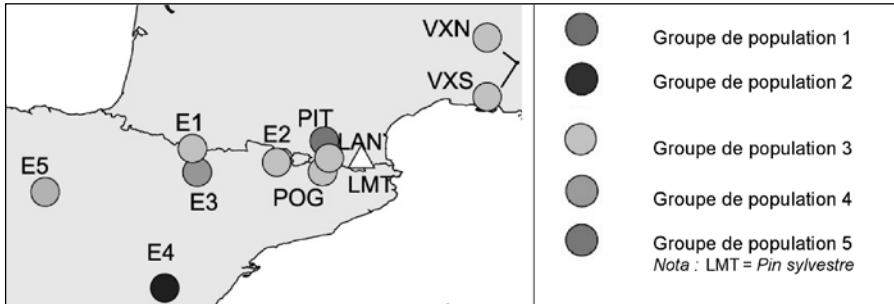 VXN
VXS
PIT
E1
E2
LAN
E5
E3
POG
LMT
E4
Groupe de population 1
Groupe de population 2
Groupe de population 3
Groupe de population 4
Groupe de population 5
Nota : LMT = Pin sylvestre